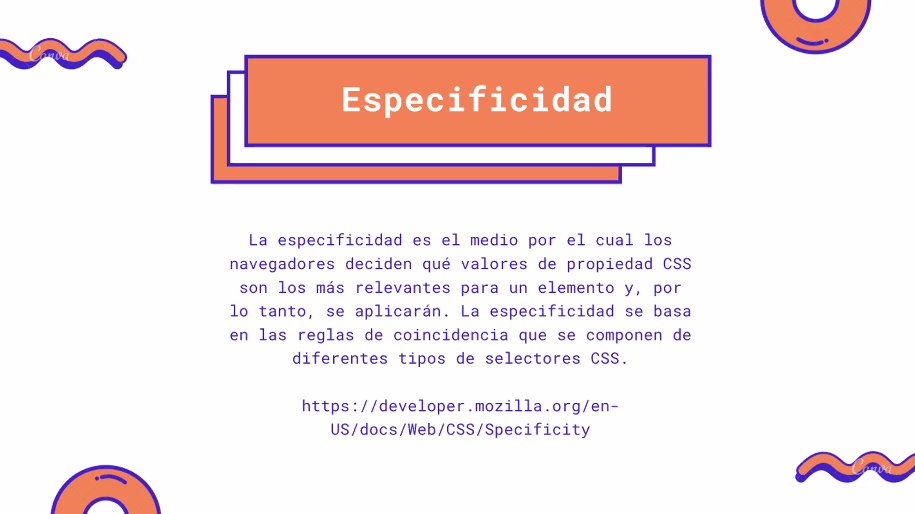 Canva
Especificidad
La especificidad es el medio por el cual los
navegadores deciden qué valores de propiedad CSS
son los más relevantes para un elemento y, por
lo tanto, se aplicarán. La especificidad se basa
en las reglas de coincidencia que se componen de
diferentes tipos de selectores CSS.
https://developer.mozilla.org/en-
US/docs/Web/CSS/Specificity
Canva